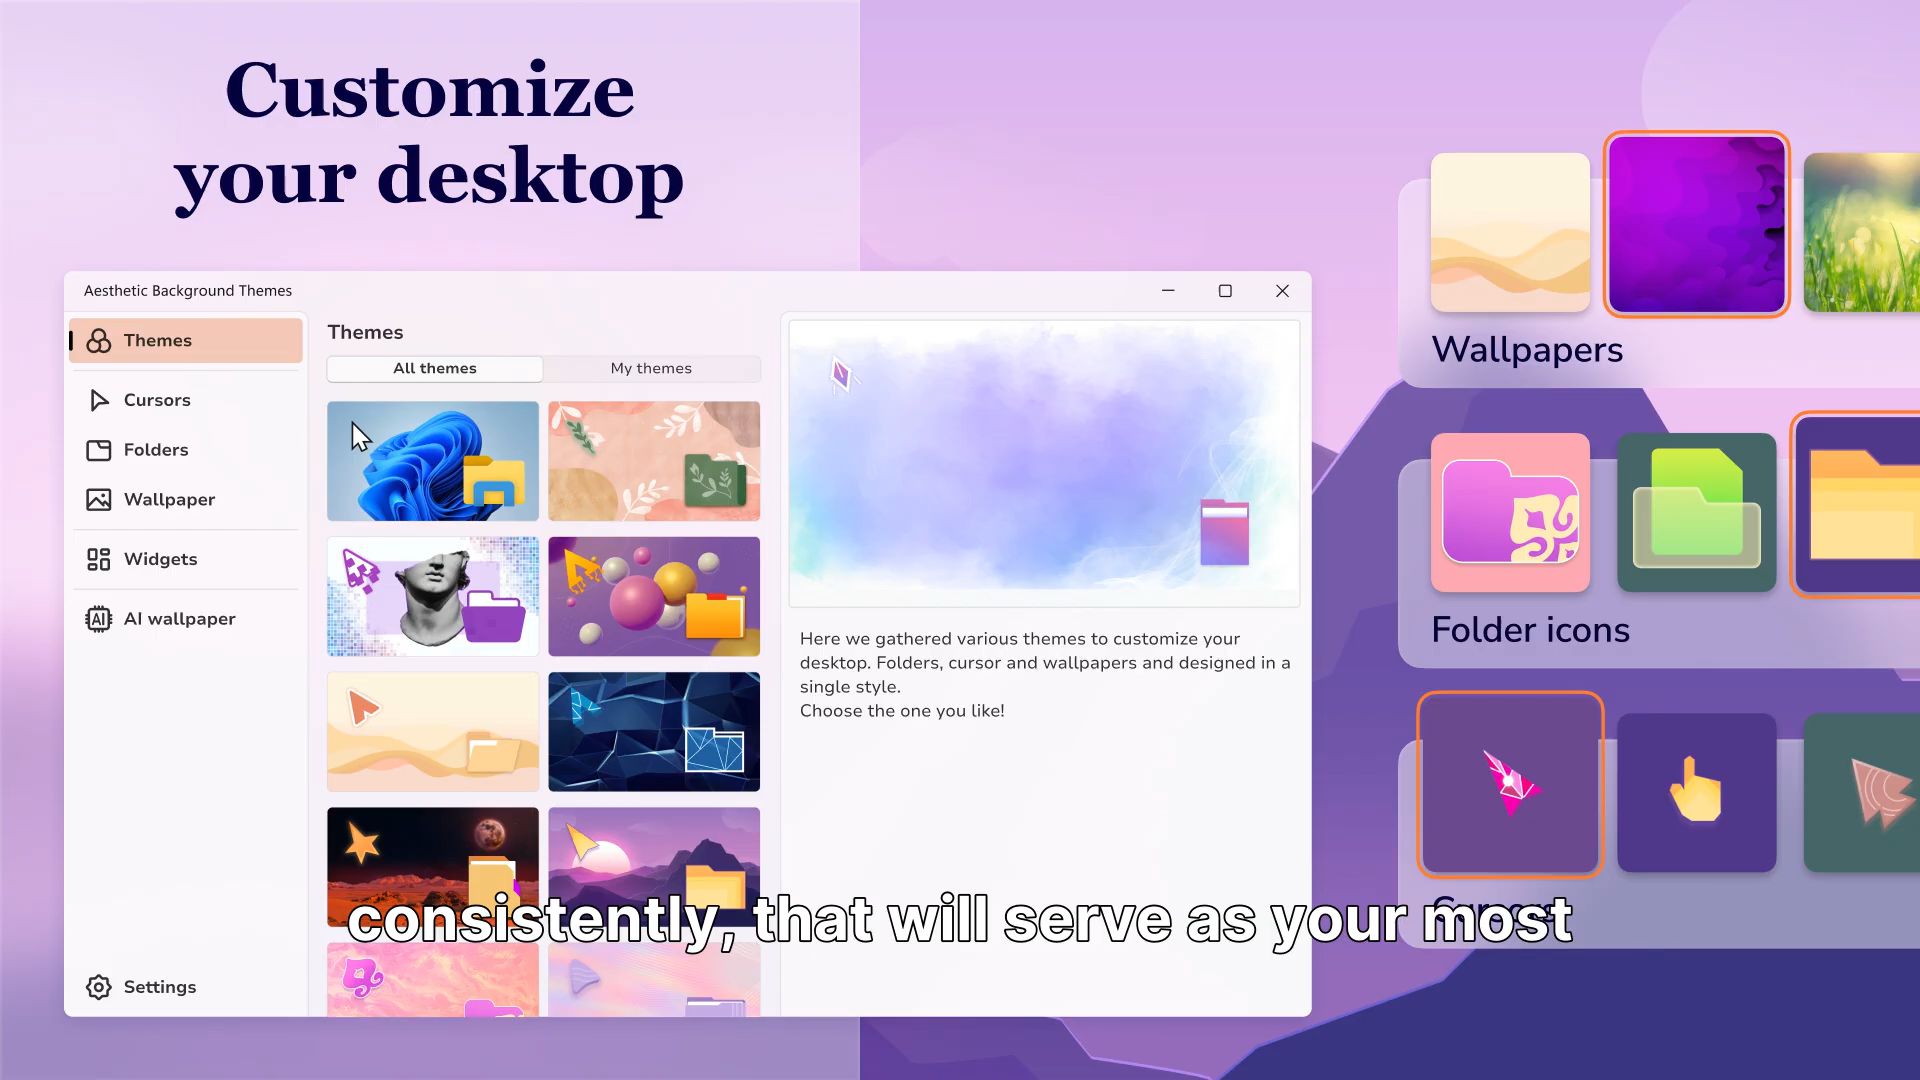 Customize
your desktop
Aesthetic Background Themes
Themes
Cursors
Folders
Wallpaper
Widgets
AI
AI wallpaper
Settings
Themes
All themes
My themes
Here we gathered various themes to customize your
desktop. Folders, cursor and wallpapers and designed in a
single style.
Choose the one you like!
Wallpapers
Folder icons
Cursors
consistently, that will serve as your most